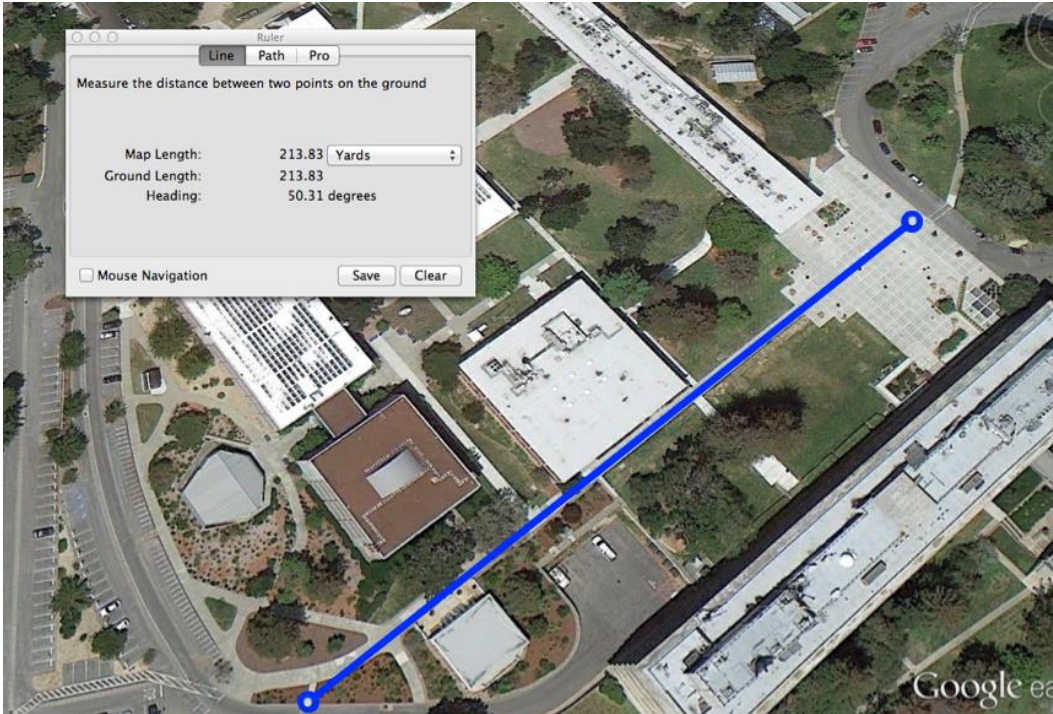 Ruler
Line Path Pro
Measure the distance between two points on the ground
Map Length: 213.83 Yards
Ground Length: 213.83
Heading: 50.31 degrees
Mouse Navigation Save Clear
Google ea